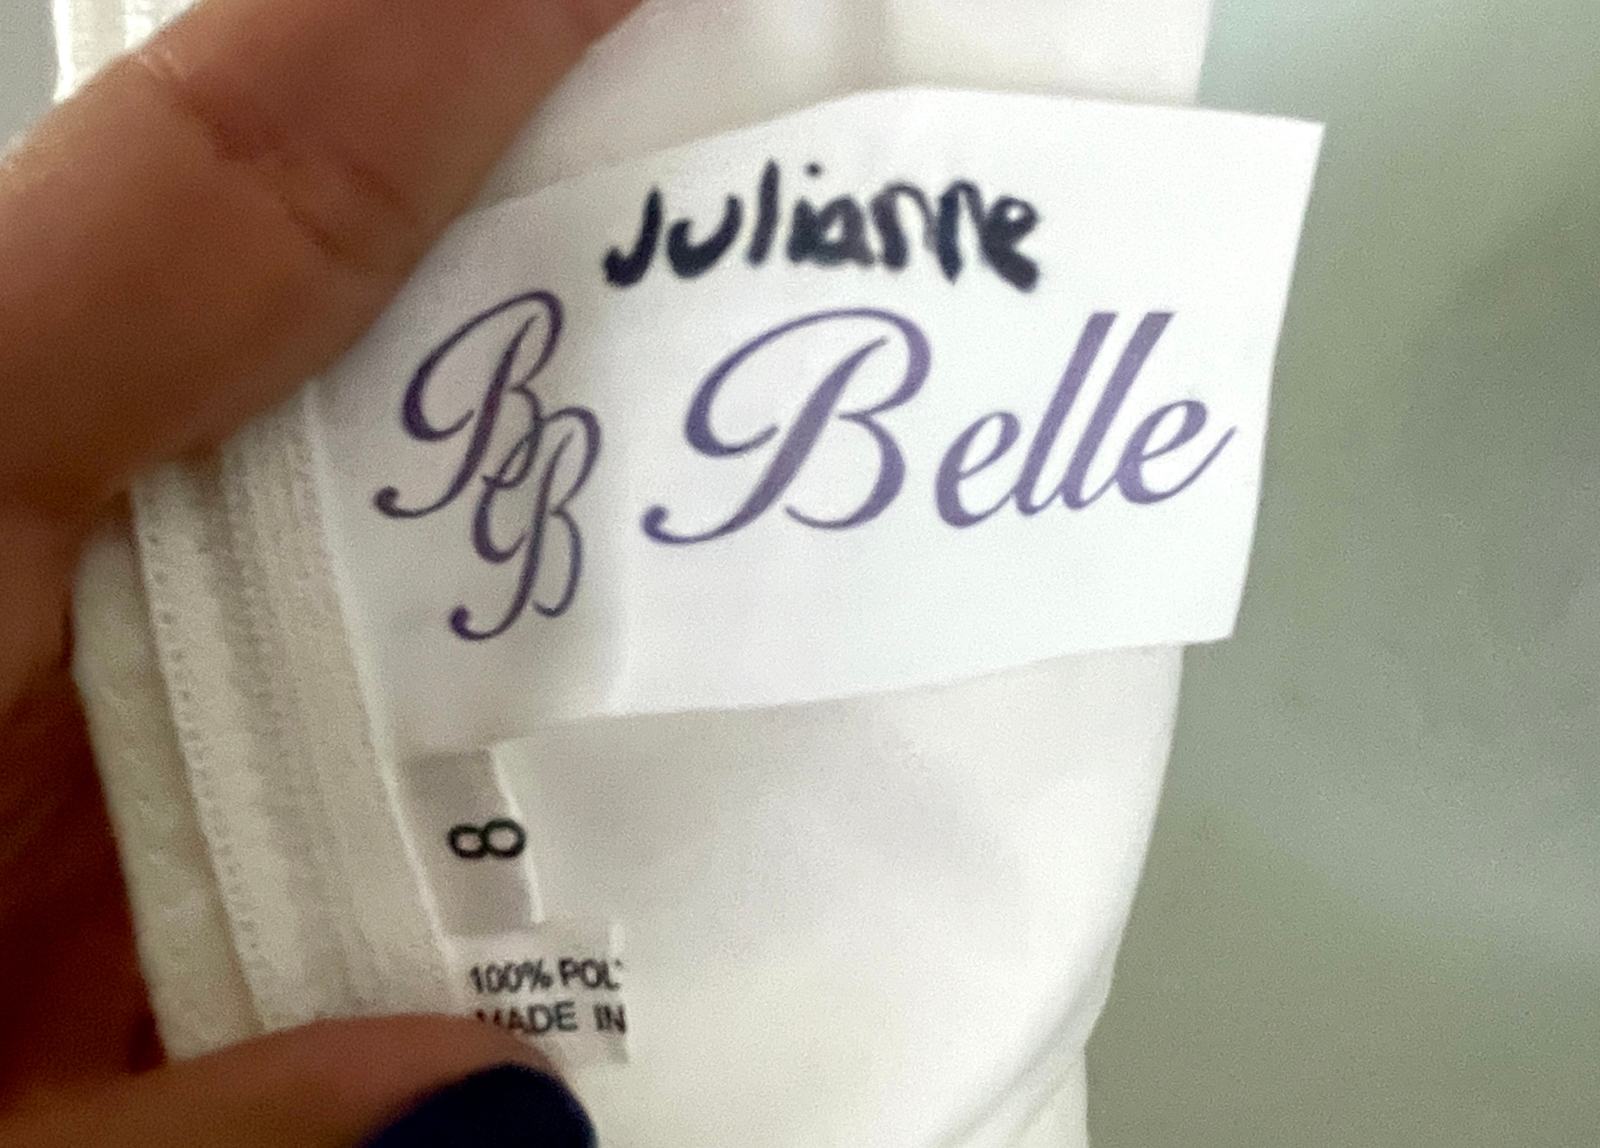 Julianne
BB Belle
8
100% POL
MADE IN